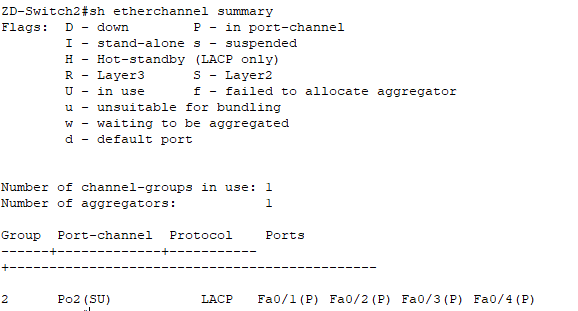 ZD-Switch2#sh etherchannel summary
Flags:  D - down        P - in port-channel
        I - stand-alone s - suspended
        H - Hot-standby (LACP only)
        R - Layer3      S - Layer2
        U - in use      f - failed to allocate aggregator
        u - unsuitable for bundling
        w - waiting to be aggregated
        d - default port
Number of channel-groups in use: 1
Number of aggregators:           1
Group  Port-channel  Protocol    Ports
------+-------------+-----------
+----------------------------------------------
2      Po2(SU)           LACP   Fa0/1(P) Fa0/2(P) Fa0/3(P) Fa0/4(P)